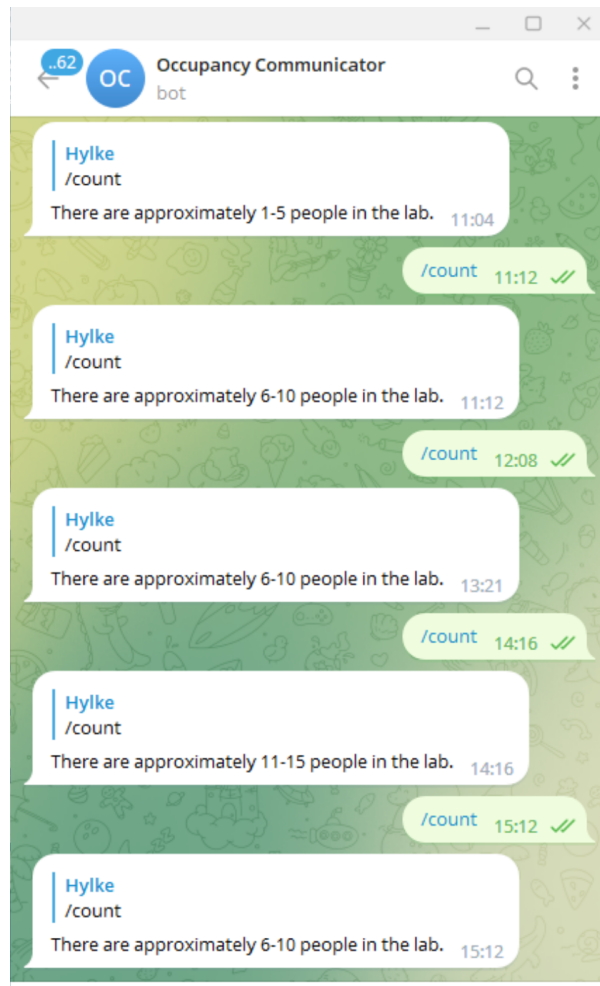 ..62
OC
Occupancy Communicator
bot
Hylke
/count
There are approximately 1-5 people in the lab. 11:04
/count 11:12
Hylke
/count
There are approximately 6-10 people in the lab. 11:12
/count 12:08
Hylke
/count
There are approximately 6-10 people in the lab. 13:21
/count 14:16
Hylke
/count
There are approximately 11-15 people in the lab. 14:16
/count 15:12
Hylke
/count
There are approximately 6-10 people in the lab. 15:12